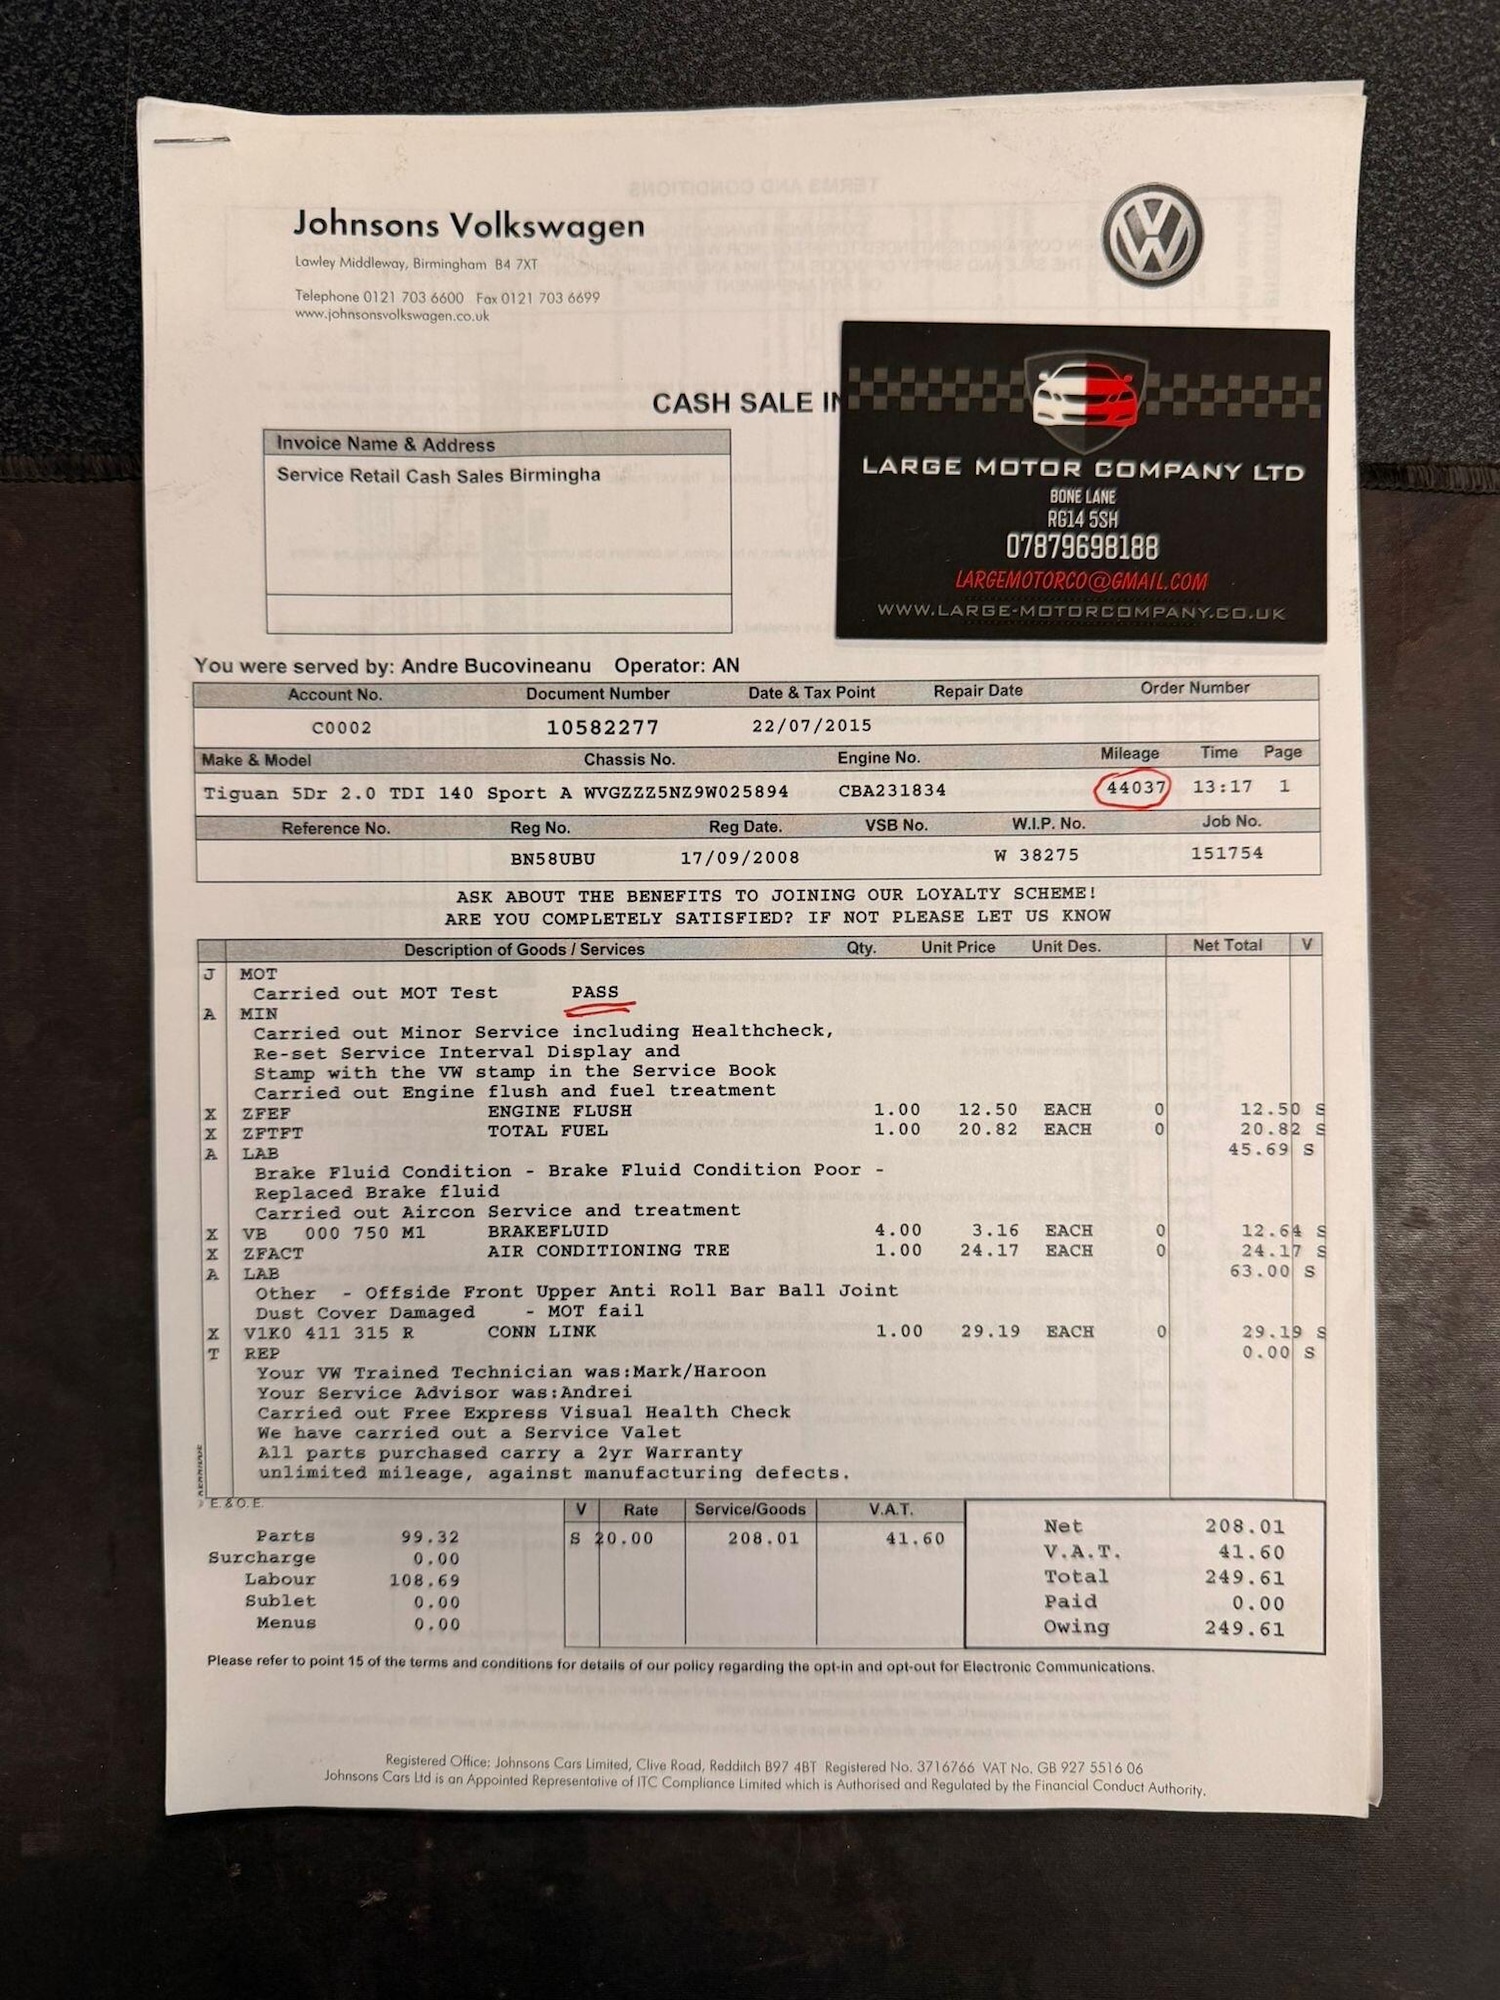 Johnsons Volkswagen
Lawley Middleway, Birmingham B4 7XT
Telephone 0121 703 6600 Fax 0121 703 6699
www.johnsonsvolkswagen.co.uk
CASH SALE IN
LARGE MOTOR COMPANY LTD
BONE LANE
RG14 5SH
07879698188
LARGEMOTORCO@GMAIL.COM
WWW.LARGE-MOTORCOMPANY.CO.UK
Invoice Name & Address
Service Retail Cash Sales Birmingha
You were served by: Andre Bucovineanu Operator: AN
Account No. Document Number Date & Tax Point Repair Date Order Number
C0002 10582277 22/07/2015
Make & Model Chassis No. Engine No. Mileage Time Page
Tiguan 5Dr 2.0 TDI 140 Sport A WVGZZZ5NZ9W025894 CBA231834 44037 13:17 1
Reference No. Reg No. Reg Date. VSB No. W.I.P. No. Job No.
BN58UBU 17/09/2008 W 38275 151754
ASK ABOUT THE BENEFITS TO JOINING OUR LOYALTY SCHEME!
ARE YOU COMPLETELY SATISFIED? IF NOT PLEASE LET US KNOW
Description of Goods / Services Qty. Unit Price Unit Des. Net Total V
J MOT
Carried out MOT Test PASS
A MIN
Carried out Minor Service including Healthcheck,
Re-set Service Interval Display and
Stamp with the VW stamp in the Service Book
Carried out Engine flush and fuel treatment
X ZFEF ENGINE FLUSH 1.00 12.50 EACH 0 12.50 S
X ZFTFT TOTAL FUEL 1.00 20.82 EACH 0 20.82 S
A LAB 45.69 S
Brake Fluid Condition - Brake Fluid Condition Poor -
Replaced Brake fluid
Carried out Aircon Service and treatment
X VB 000 750 M1 BRAKEFLUID 4.00 3.16 EACH 0 12.64 S
X ZFACT AIR CONDITIONING TRE 1.00 24.17 EACH 0 24.17 S
A LAB 63.00 S
Other - Offside Front Upper Anti Roll Bar Ball Joint
Dust Cover Damaged - MOT fail
X V1K0 411 315 R CONN LINK 1.00 29.19 EACH 0 29.19 S
T REP 0.00 S
Your VW Trained Technician was:Mark/Haroon
Your Service Advisor was:Andrei
Carried out Free Express Visual Health Check
We have carried out a Service Valet
All parts purchased carry a 2yr Warranty
unlimited mileage, against manufacturing defects.
E. & O. E.
V Rate Service/Goods V.A.T.
S 20.00 208.01 41.60
Parts 99.32
Surcharge 0.00
Labour 108.69
Sublet 0.00
Menus 0.00
Net 208.01
V.A.T. 41.60
Total 249.61
Paid 0.00
Owing 249.61
Please refer to point 15 of the terms and conditions for details of our policy regarding the opt-in and opt-out for Electronic Communications.
Registered Office: Johnsons Cars Limited, Clive Road, Redditch B97 4BT Registered No. 3716766 VAT No. GB 927 5516 06
Johnsons Cars Ltd is an Appointed Representative of ITC Compliance Limited which is Authorised and Regulated by the Financial Conduct Authority.